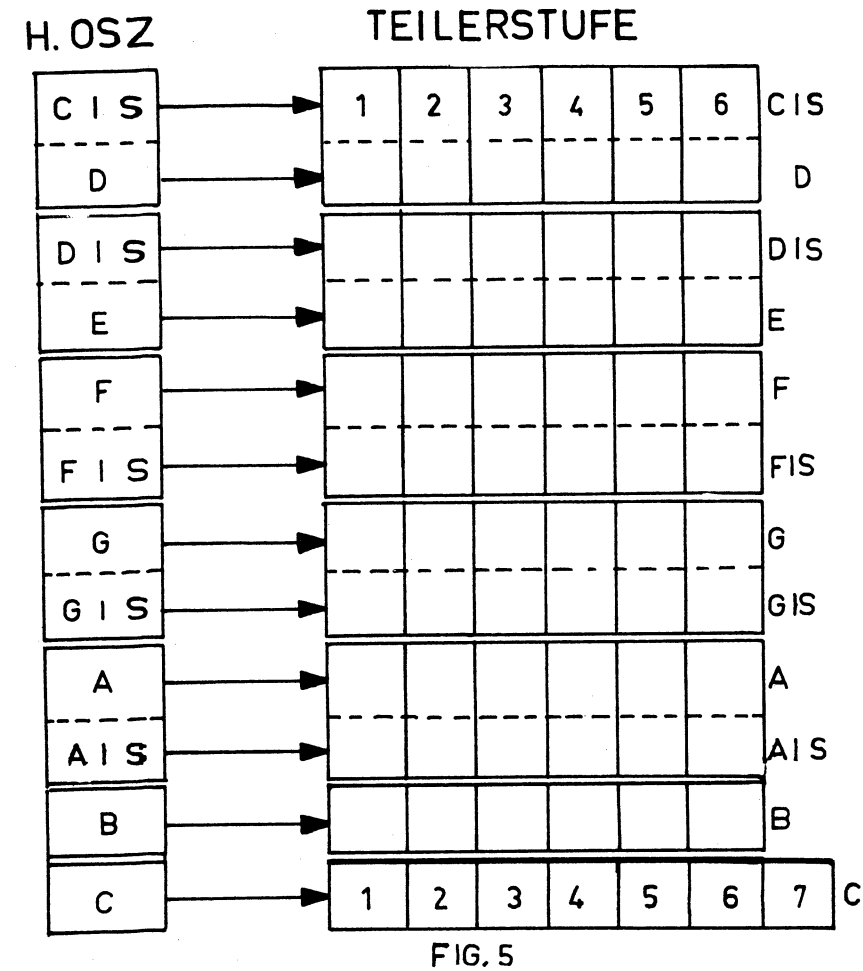 H. OSZ TEILERSTUFE
CIS 1 2 3 4 5 6 CIS
D D
DIS DIS
E E
F F
FIS FIS
G G
GIS GIS
A A
AIS AIS
B B
C 1 2 3 4 5 6 7 C
FIG. 5